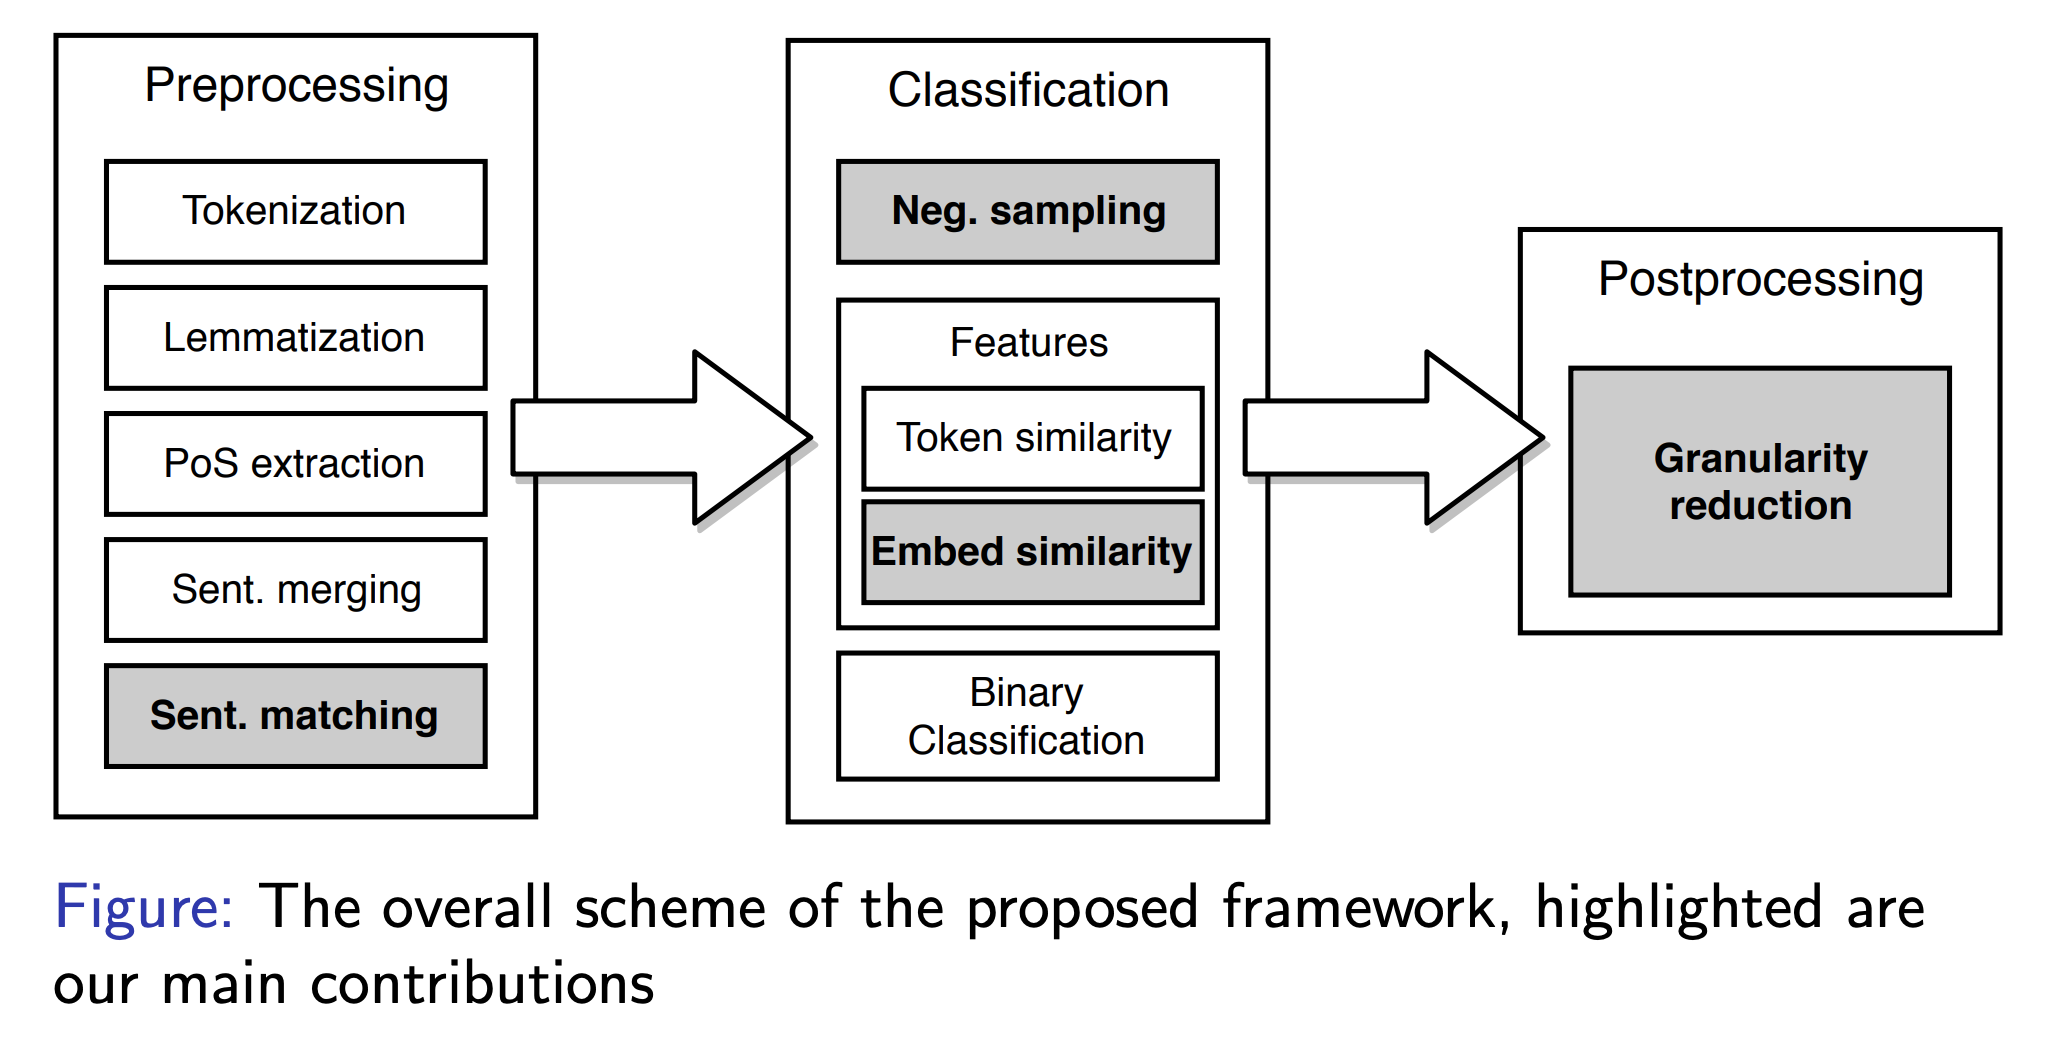 Preprocessing
Tokenization
Lemmatization
PoS extraction
Sent. merging
Sent. matching
Classification
Neg. sampling
Features
Token similarity
Embed similarity
Binary
Classification
Postprocessing
Granularity
reduction
Figure: The overall scheme of the proposed framework, highlighted are
our main contributions